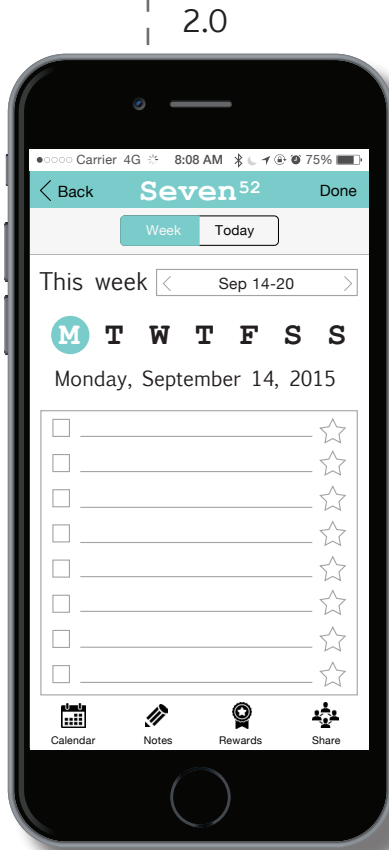 2.0
Carrier 4G 8:08 AM 75%
Back Seven52 Done
Week Today
This week Sep 14-20
M T W T F S S
Monday, September 14, 2015
Calendar Notes Rewards Share